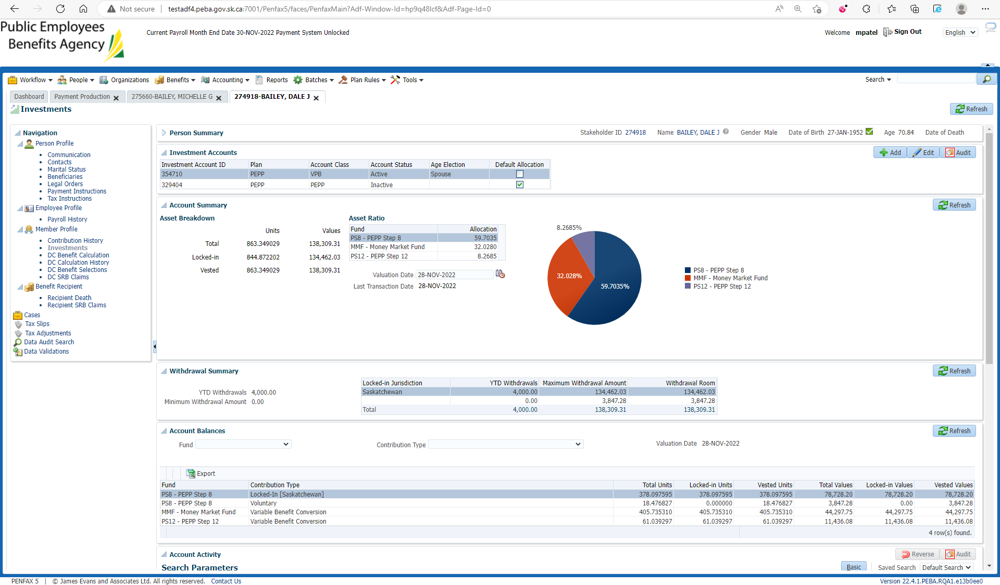 Not secure testadf4.peba.gov.sk.ca:7001/Penfax5/faces/PenfaxMain?Adf-Window-Id=hp9q48lcf&Adf-Page-Id=0
Public Employees
Benefits Agency
Current Payroll Month End Date 30-NOV-2022 Payment System Unlocked
Welcome mpatel Sign Out English
Workflow People Organizations Benefits Accounting Reports Batches Plan Rules Tools Search
Dashboard Payment Production 275660-BAILEY, MICHELLE G 274918-BAILEY, DALE J
Investments
Refresh
Navigation
Person Profile
Communication
Contacts
Marital Status
Beneficiaries
Legal Orders
Payment Instructions
Tax Instructions
Employee Profile
Payroll History
Member Profile
Contribution History
Investments
DC Benefit Calculation
DC Calculation History
DC Benefit Selections
DC SRB Claims
Benefit Recipient
Recipient Death
Recipient SRB Claims
Cases
Tax Slips
Tax Adjustments
Data Audit Search
Data Validations
Person Summary Stakeholder ID 274918 Name BAILEY, DALE J Gender Male Date of Birth 27-JAN-1952 Age 70.84 Date of Death
Investment Accounts Add Edit Audit
Investment Account ID Plan Account Class Account Status Age Election Default Allocation
354710 PEPP VPB Active Spouse
329404 PEPP PEPP Inactive
Account Summary Refresh
Asset Breakdown
Units Values
Total 863.349029 138,309.31
Locked-in 844.872202 134,462.03
Vested 863.349029 138,309.31
Asset Ratio
Fund Allocation
PS8 - PEPP Step 8 59.7035
MMF - Money Market Fund 32.0280
PS12 - PEPP Step 12 8.2685
Valuation Date 28-NOV-2022
Last Transaction Date 28-NOV-2022
8.2685%
32.028%
59.7035%
PS8 - PEPP Step 8
MMF - Money Market Fund
PS12 - PEPP Step 12
Withdrawal Summary Refresh
YTD Withdrawals 4,000.00
Minimum Withdrawal Amount 0.00
Locked-in Jurisdiction YTD Withdrawals Maximum Withdrawal Amount Withdrawal Room
Saskatchewan 4,000.00 134,462.03 134,462.03
0.00 3,847.28 3,847.28
Total 4,000.00 138,309.31 138,309.31
Account Balances Refresh
Fund Contribution Type Valuation Date 28-NOV-2022
Export
Fund Contribution Type Total Units Locked-in Units Vested Units Total Values Locked-in Values Vested Values
PS8 - PEPP Step 8 Locked-In [Saskatchewan] 378.097595 378.097595 378.097595 78,728.20 78,728.20 78,728.20
PS8 - PEPP Step 8 Voluntary 18.476827 0.000000 18.476827 3,847.28 0.00 3,847.28
MMF - Money Market Fund Variable Benefit Conversion 405.735310 405.735310 405.735310 44,297.75 44,297.75 44,297.75
PS12 - PEPP Step 12 Variable Benefit Conversion 61.039297 61.039297 61.039297 11,436.08 11,436.08 11,436.08
4 row(s) found.
Account Activity Reverse Audit
Search Parameters Basic Saved Search Default Search
PENFAX 5 | © James Evans and Associates Ltd. All rights reserved. Contact Us Version 22.4.1.PEBA.RQA1.e13b0ee0